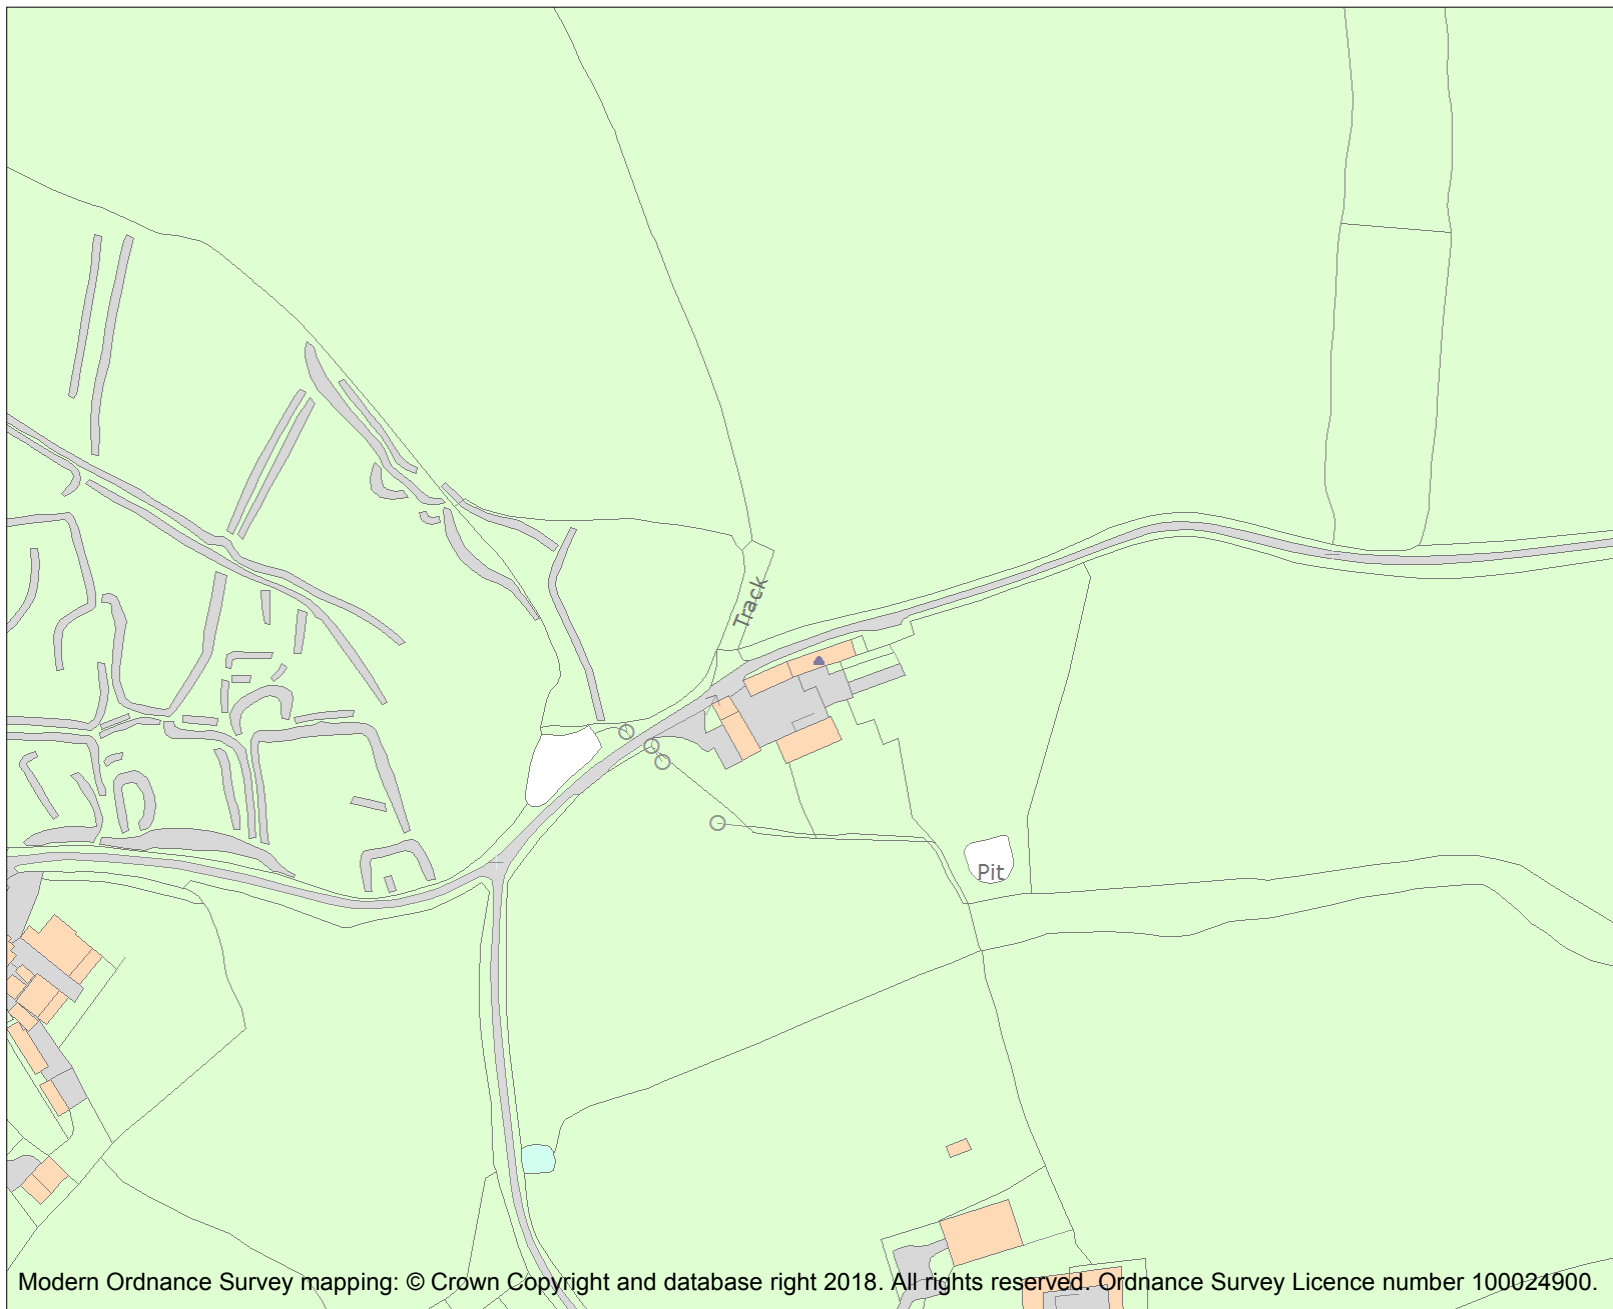 Track
Pit
Modern Ordnance Survey mapping: © Crown Copyright and database right 2018. All rights reserved. Ordnance Survey Licence number 100024900.